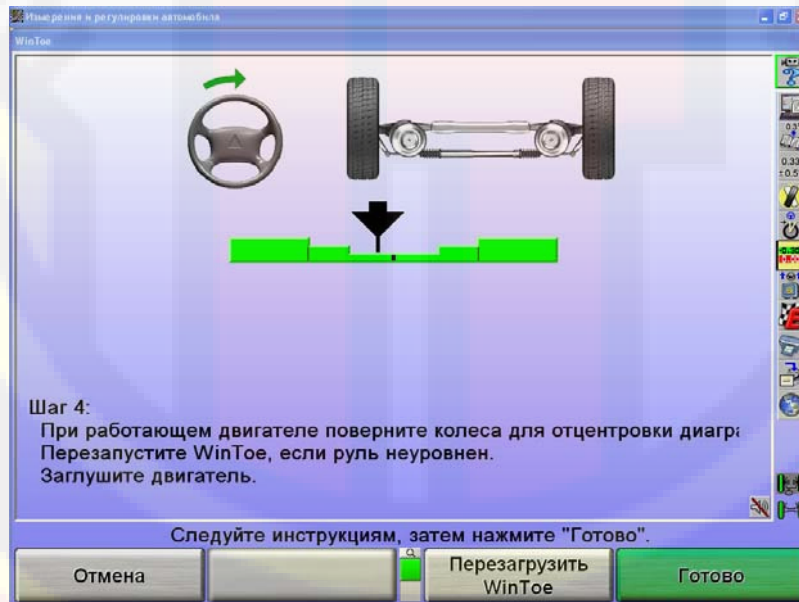 Измерения и регулировки автомобиля
WinToe
Шаг 4:
При работающем двигателе поверните колеса для отцентровки диагра
Перезапустите WinToe, если руль неуровнен.
Заглушите двигатель.
Следуйте инструкциям, затем нажмите "Готово".
Отмена
Перезагрузить
WinToe
Готово